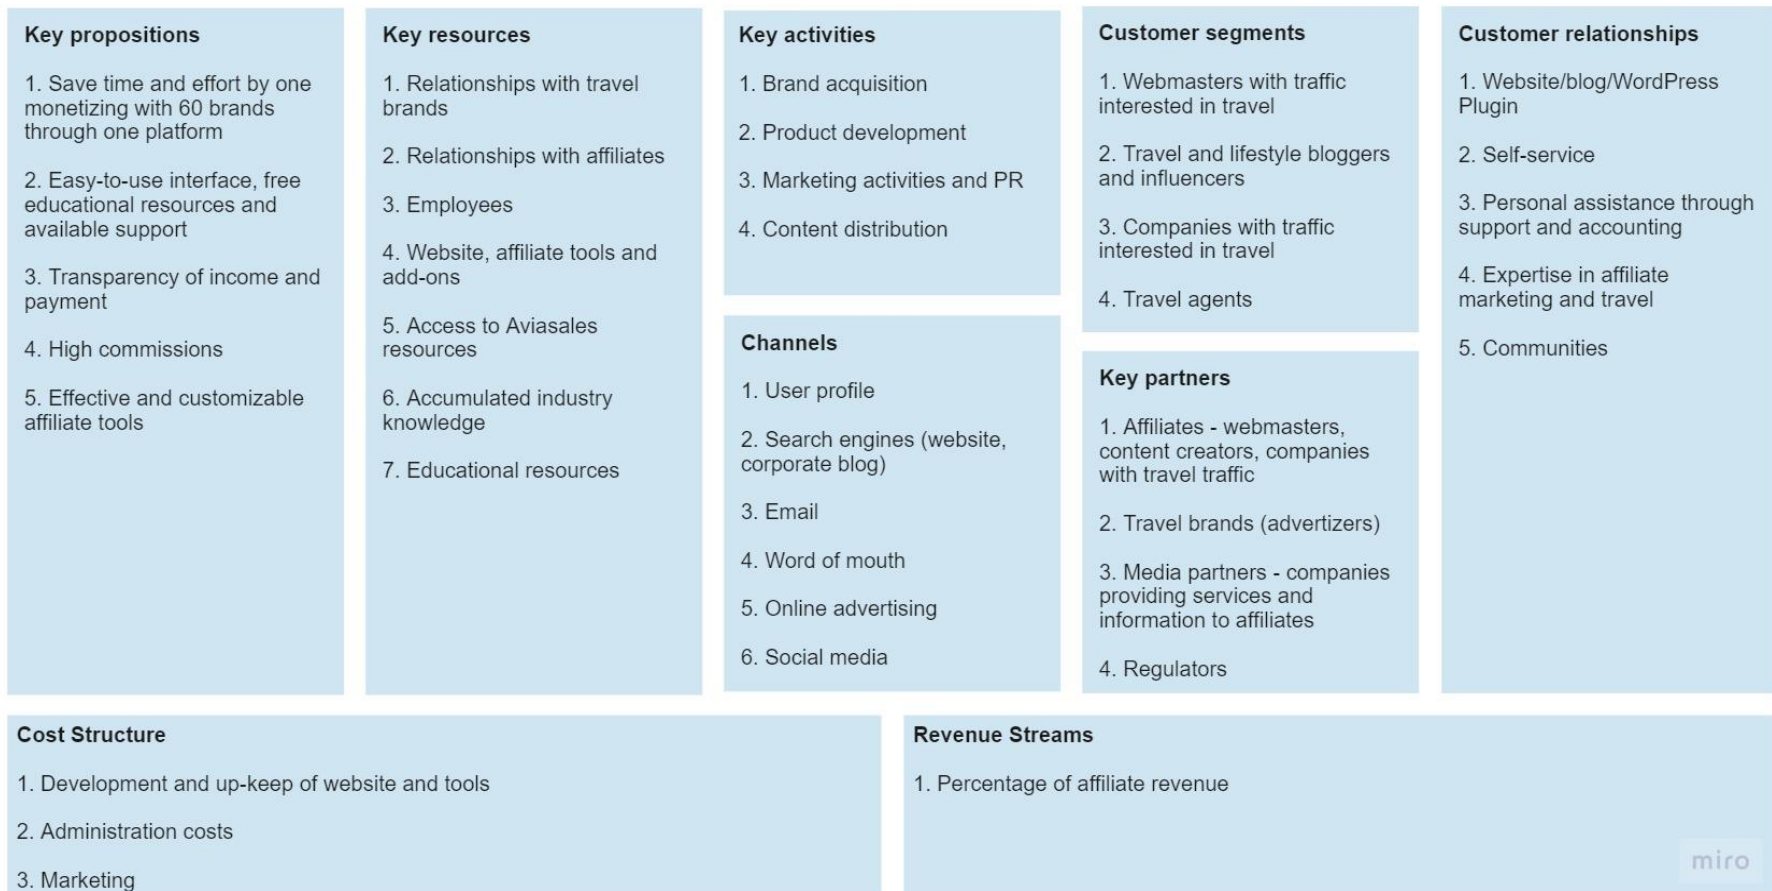 Key propositions
1. Save time and effort by one
monetizing with 60 brands
through one platform
2. Easy-to-use interface, free
educational resources and
available support
3. Transparency of income and
payment
4. High commissions
5. Effective and customizable
affiliate tools
Key resources
1. Relationships with travel
brands
2. Relationships with affiliates
3. Employees
4. Website, affiliate tools and
add-ons
5. Access to Aviasales
resources
6. Accumulated industry
knowledge
7. Educational resources
Key activities
1. Brand acquisition
2. Product development
3. Marketing activities and PR
4. Content distribution
Channels
1. User profile
2. Search engines (website,
corporate blog)
3. Email
4. Word of mouth
5. Online advertising
6. Social media
Customer segments
1. Webmasters with traffic
interested in travel
2. Travel and lifestyle bloggers
and influencers
3. Companies with traffic
interested in travel
4. Travel agents
Key partners
1. Affiliates - webmasters,
content creators, companies
with travel traffic
2. Travel brands (advertizers)
3. Media partners - companies
providing services and
information to affiliates
4. Regulators
Customer relationships
1. Website/blog/WordPress
Plugin
2. Self-service
3. Personal assistance through
support and accounting
4. Expertise in affiliate
marketing and travel
5. Communities
Cost Structure
1. Development and up-keep of website and tools
2. Administration costs
3. Marketing
Revenue Streams
1. Percentage of affiliate revenue
miro